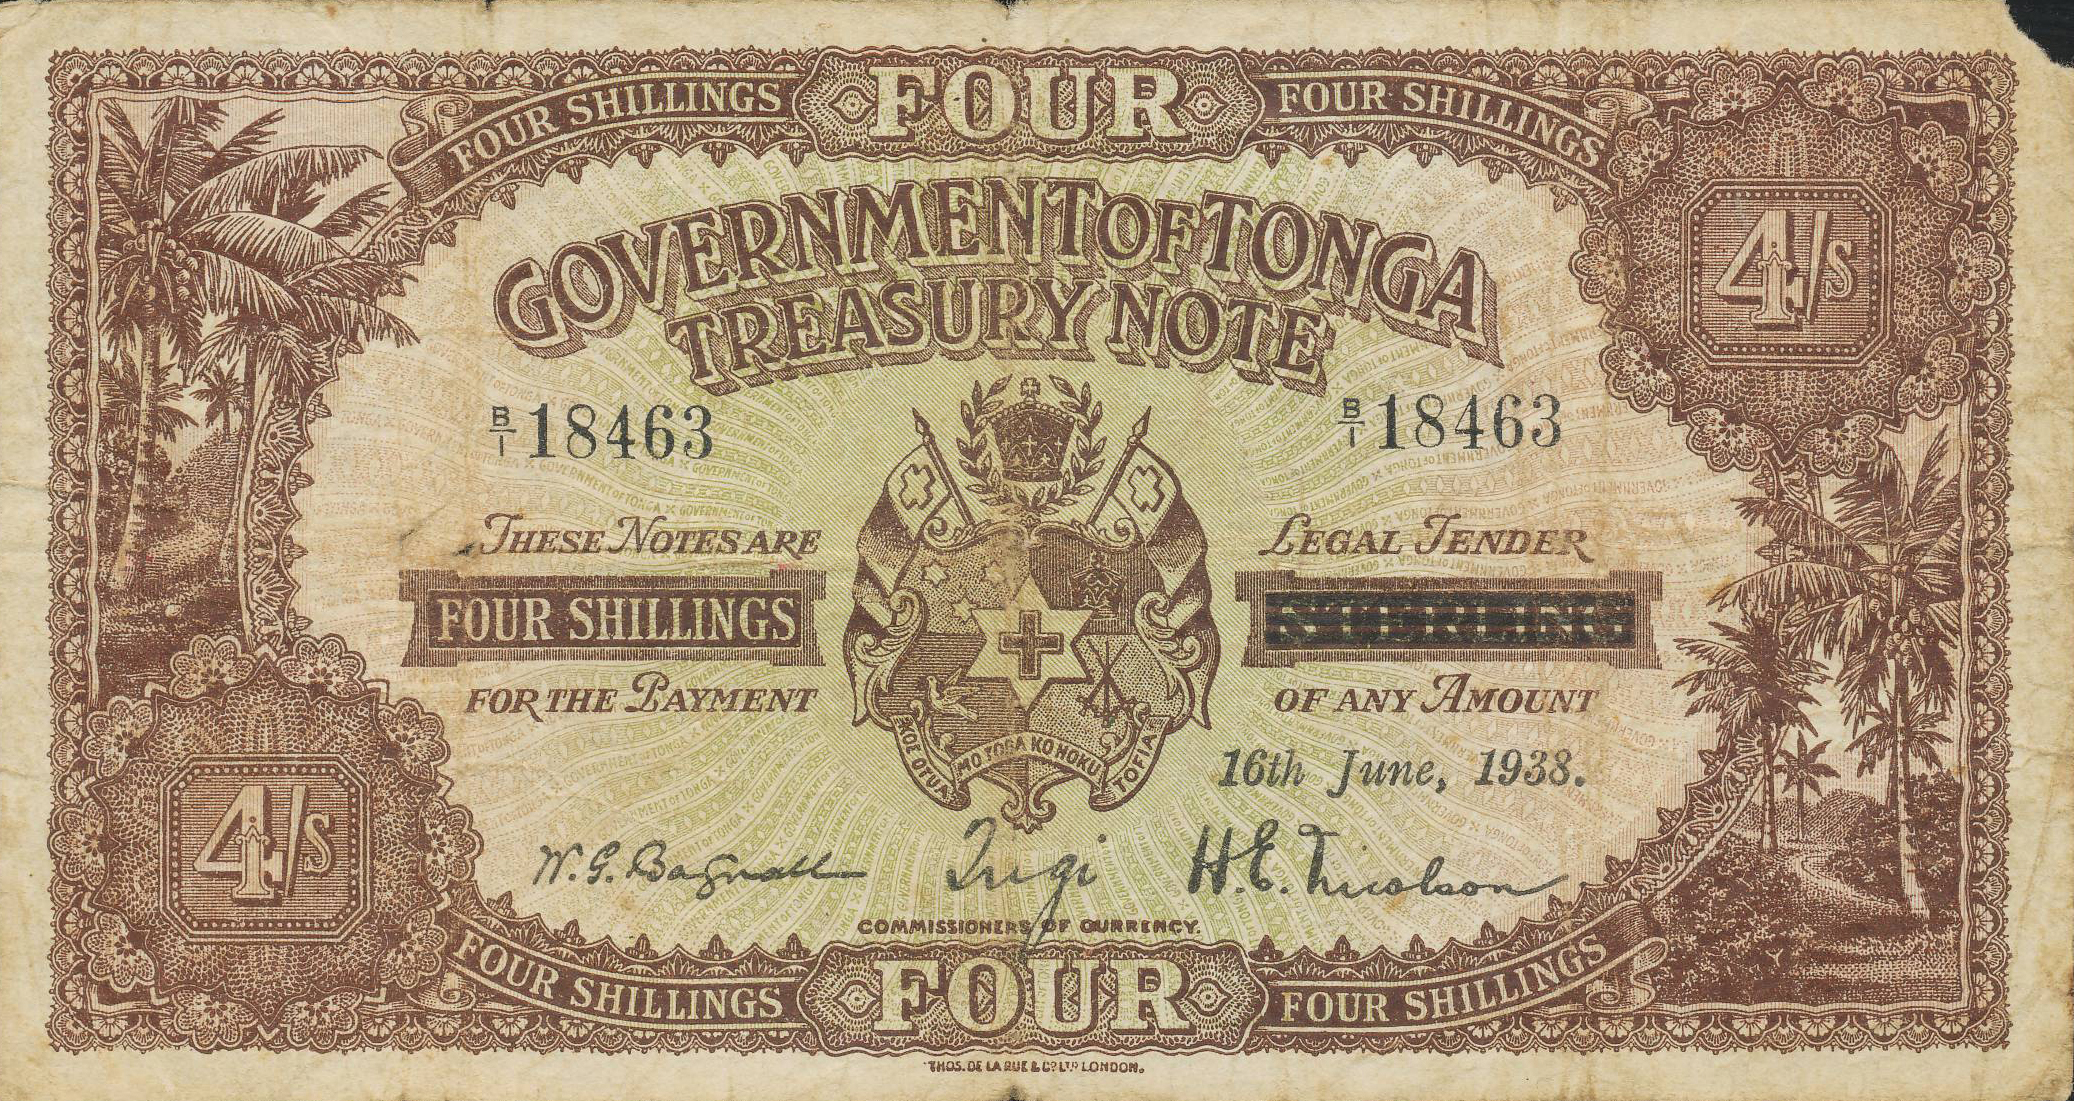 FOUR SHILLINGS FOUR FOUR SHILLINGS
4/s
GOVERNMENT OF TONGA
TREASURY NOTE
B/1 18463 B/1 18463
THESE NOTES ARE LEGAL TENDER
FOUR SHILLINGS STERLING
FOR THE PAYMENT OF ANY AMOUNT
KOE OTUA MO TOGA KO HOKU TOFIA
16th June, 1938.
4/s
W. G. Bagnall Tugi H. E. Nicolson
COMMISSIONERS OF CURRENCY.
FOUR SHILLINGS FOUR FOUR SHILLINGS
THOS. DE LA RUE & CO. LTD. LONDON.